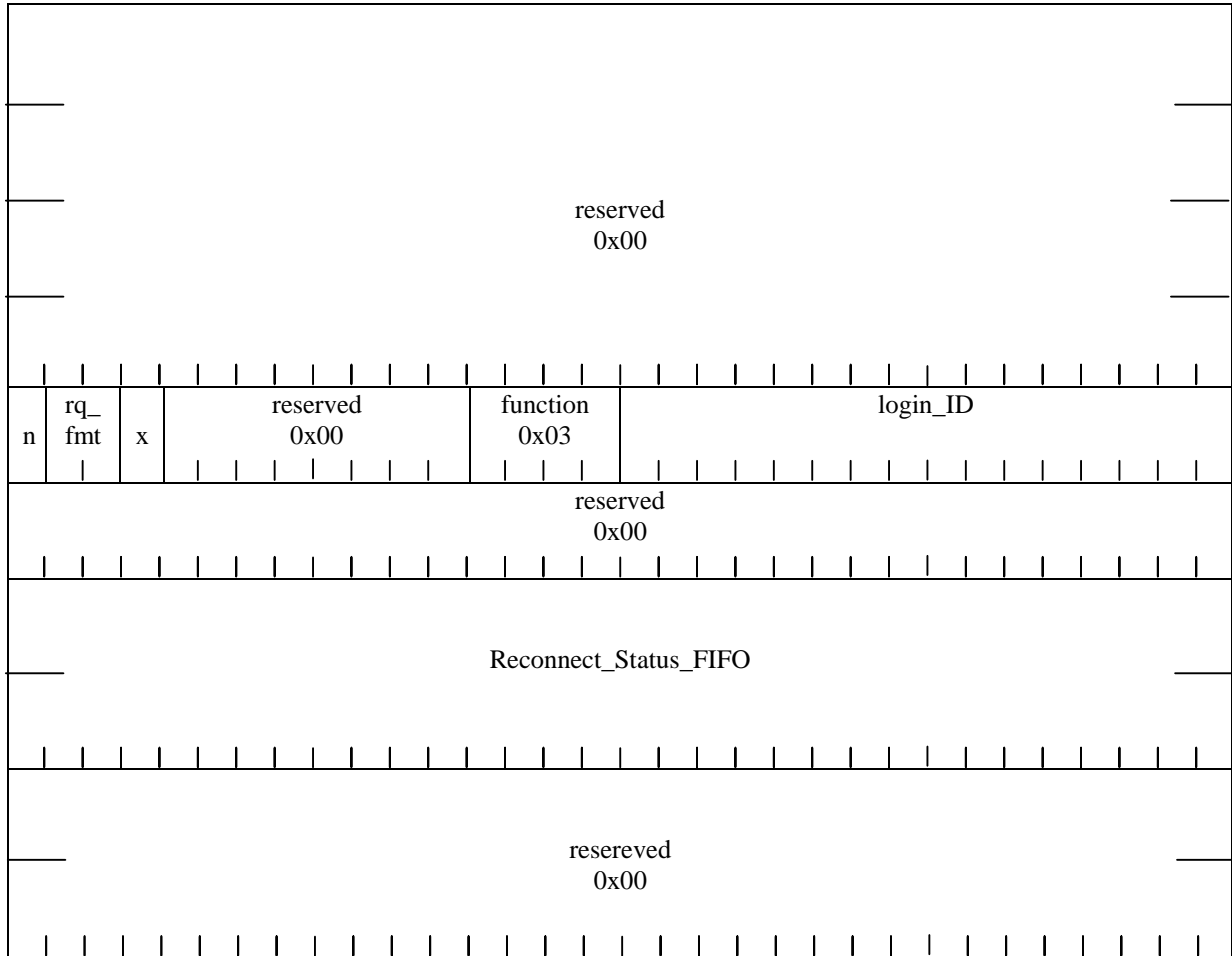 reserved
0x00
n
rq_
fmt
x
reserved
0x00
function
0x03
login_ID
reserved
0x00
Reconnect_Status_FIFO
resereved
0x00